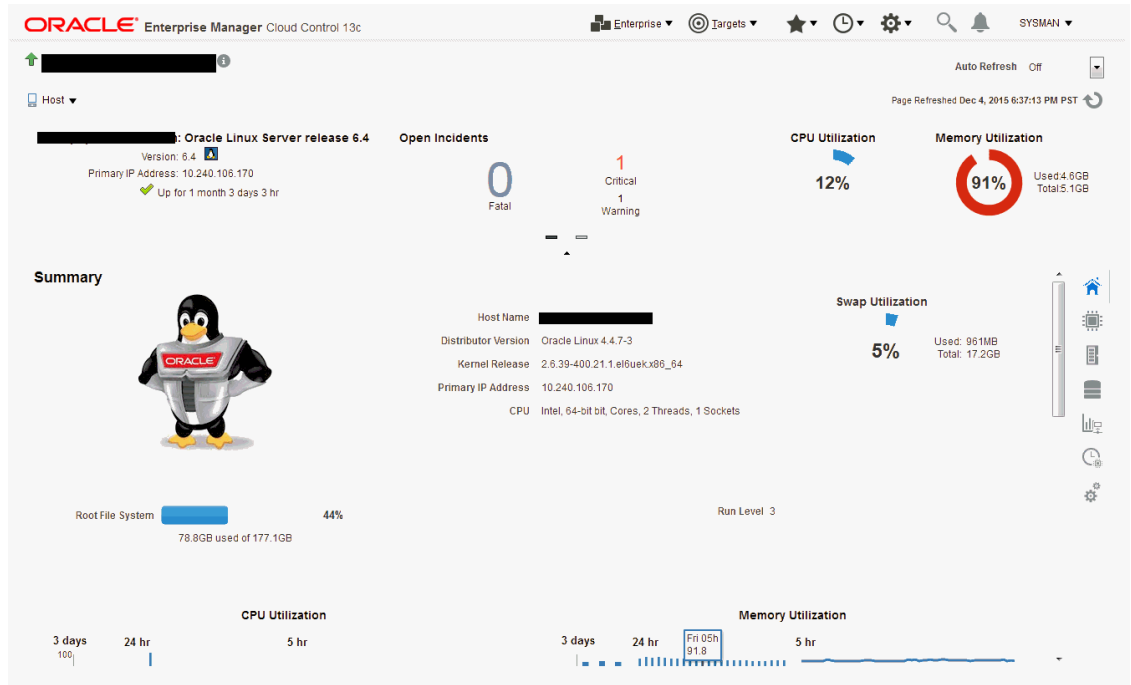 ORACLE® Enterprise Manager Cloud Control 13c
Enterprise Targets SYSMAN
Auto Refresh Off
Host
Page Refreshed Dec 4, 2015 6:37:13 PM PST
: Oracle Linux Server release 6.4
Version: 6.4
Primary IP Address: 10.240.106.170
Up for 1 month 3 days 3 hr
Open Incidents
0
Fatal
1
Critical
1
Warning
CPU Utilization
12%
Memory Utilization
91%
Used:4.6GB
Total:5.1GB
Summary
ORACLE
Host Name
Distributor Version Oracle Linux 4.4.7-3
Kernel Release 2.6.39-400.21.1.el6uek.x86_64
Primary IP Address 10.240.106.170
CPU Intel, 64-bit bit, Cores, 2 Threads, 1 Sockets
Swap Utilization
5%
Used: 961MB
Total: 17.2GB
Root File System 44%
78.8GB used of 177.1GB
Run Level 3
CPU Utilization
3 days 24 hr 5 hr
100
Memory Utilization
3 days 24 hr 5 hr
Fri 05h
91.8